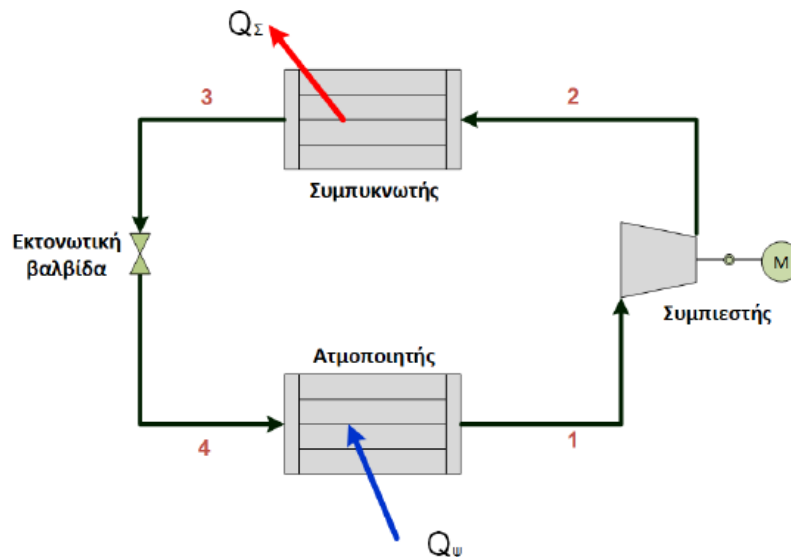 QΣ
3
2
Συμπυκνωτής
Εκτονωτική
βαλβίδα
M
Συμπιεστής
Ατμοποιητής
4
1
Qψ